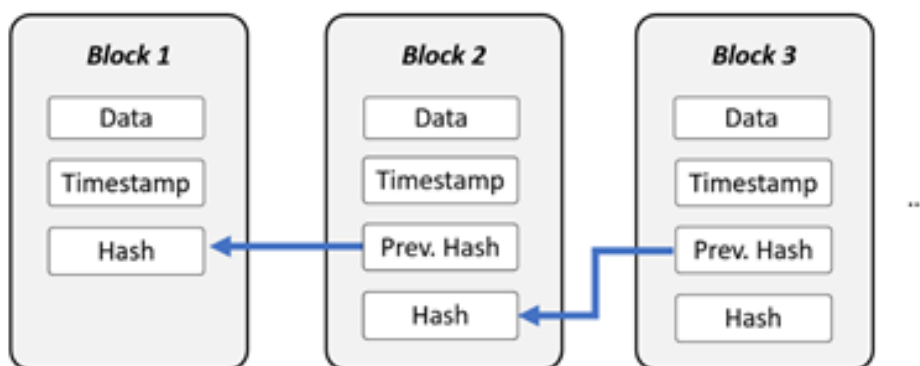 Block 1
Data
Timestamp
Hash
Block 2
Data
Timestamp
Prev. Hash
Hash
Block 3
Data
Timestamp
Prev. Hash
Hash
..